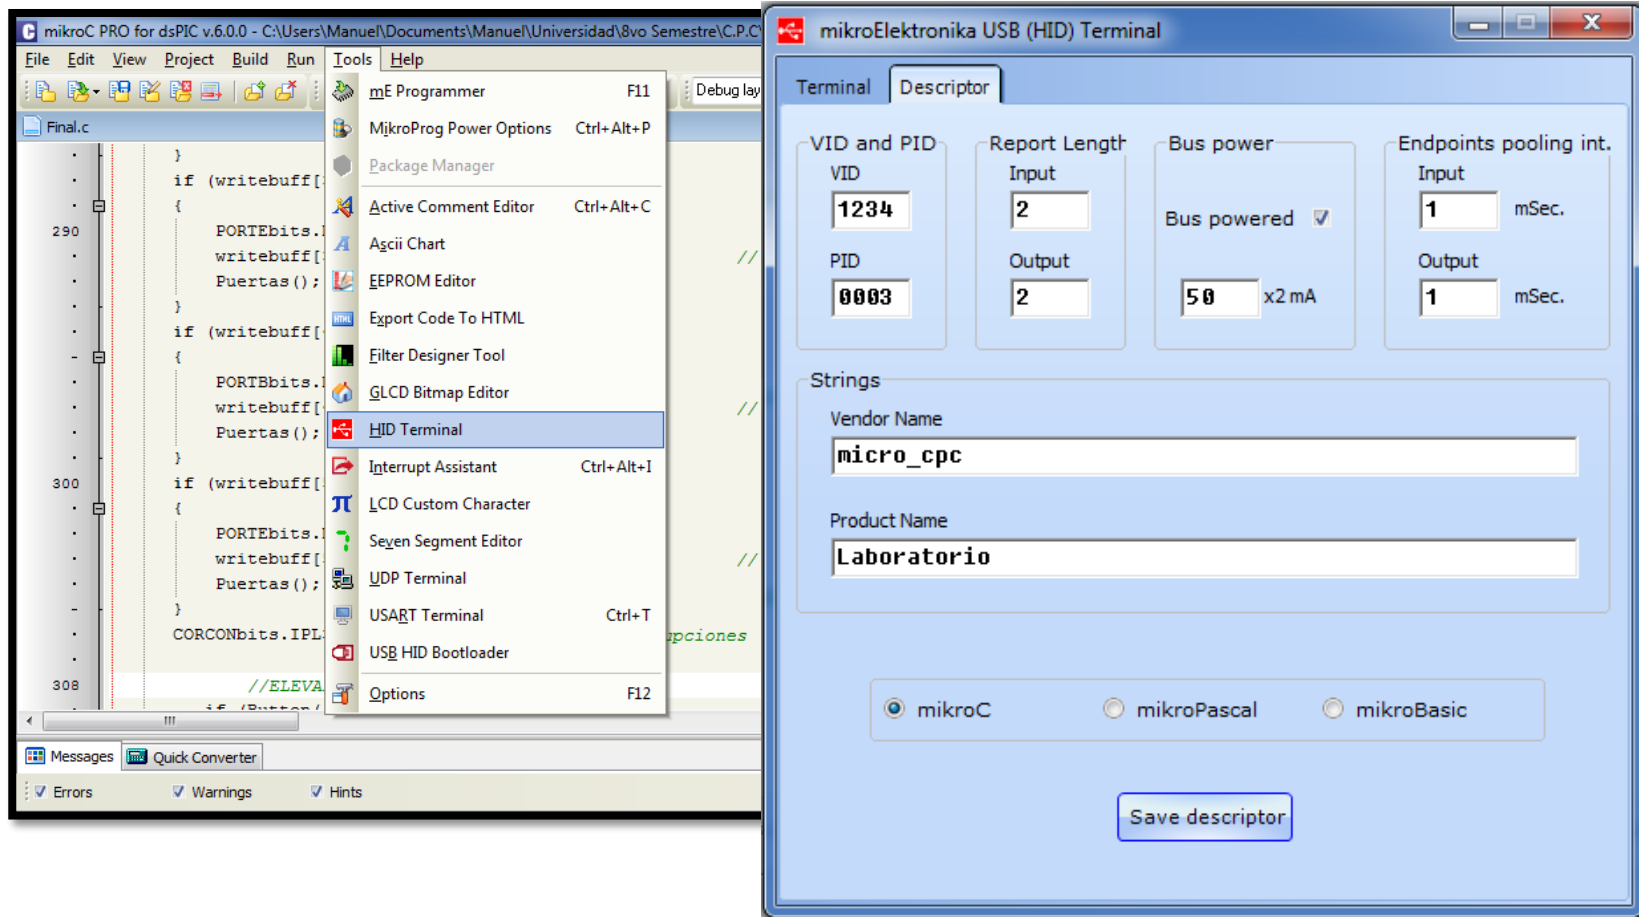 mikroC PRO for dsPIC v.6.0.0 - C:\Users\Manuel\Documents\Manuel\Universidad\8vo Semestre\C.P.C\
File Edit View Project Build Run Tools Help
Debug lay
Final.c
}
if (writebuff[
{
290 PORTEbits.
writebuff[ //
Puertas();
}
if (writebuff[
{
PORTBbits.
writebuff[ //
Puertas();
}
300 if (writebuff[
{
PORTEbits.
writebuff[ //
Puertas();
}
CORCONbits.IPL upciones
308 //ELEVA
if (Button(
mE Programmer F11
MikroProg Power Options Ctrl+Alt+P
Package Manager
Active Comment Editor Ctrl+Alt+C
Ascii Chart
EEPROM Editor
Export Code To HTML
Filter Designer Tool
GLCD Bitmap Editor
HID Terminal
Interrupt Assistant Ctrl+Alt+I
LCD Custom Character
Seven Segment Editor
UDP Terminal
USART Terminal Ctrl+T
USB HID Bootloader
Options F12
Messages Quick Converter
Errors Warnings Hints
mikroElektronika USB (HID) Terminal
Terminal Descriptor
VID and PID Report Length Bus power Endpoints pooling int.
VID Input Input
1234 2 Bus powered 1 mSec.
PID Output Output
0003 2 50 x2 mA 1 mSec.
Strings
Vendor Name
micro_cpc
Product Name
Laboratorio
mikroC mikroPascal mikroBasic
Save descriptor